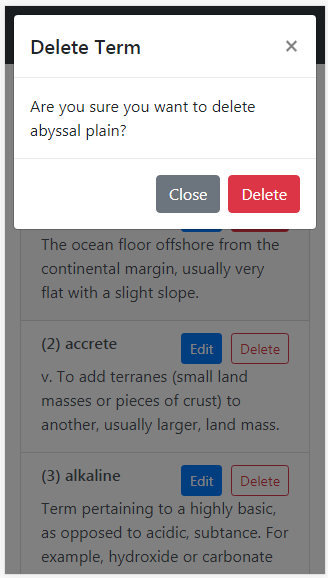 Delete Term ×
Are you sure you want to delete
abyssal plain?
Close Delete
The ocean floor offshore from the
continental margin, usually very
flat with a slight slope.
(2) accrete Edit Delete
v. To add terranes (small land
masses or pieces of crust) to
another, usually larger, land mass.
(3) alkaline Edit Delete
Term pertaining to a highly basic,
as opposed to acidic, subtance. For
example, hydroxide or carbonate